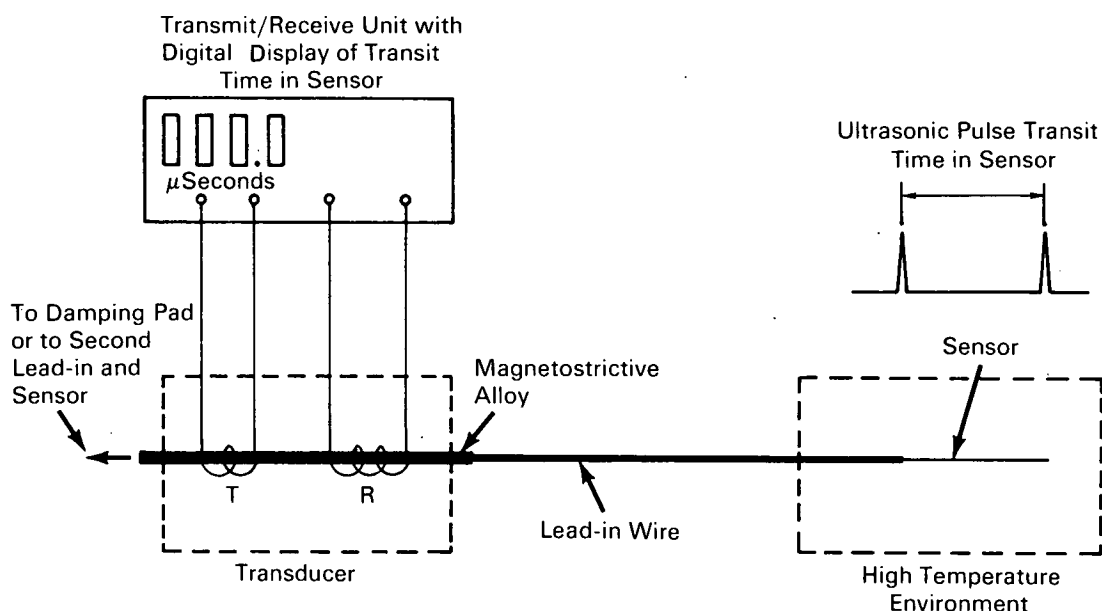 Transmit/Receive Unit with
Digital Display of Transit
Time in Sensor
μSeconds
Ultrasonic Pulse Transit
Time in Sensor
To Damping Pad
or to Second
Lead-in and
Sensor
Magnetostrictive
Alloy
Sensor
T
R
Lead-in Wire
Transducer
High Temperature
Environment